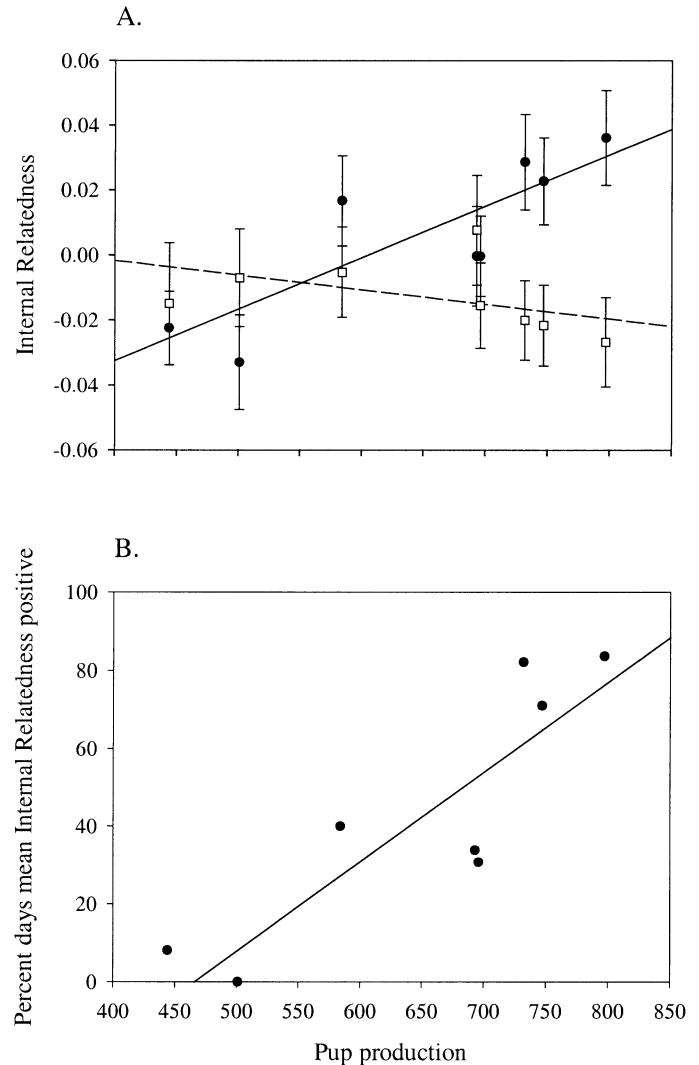 A.
Internal Relatedness
0.06
0.04
0.02
0.00
-0.02
-0.04
-0.06
B.
Percent days mean Internal Relatedness positive
100
80
60
40
20
0
400 450 500 550 600 650 700 750 800 850
Pup production